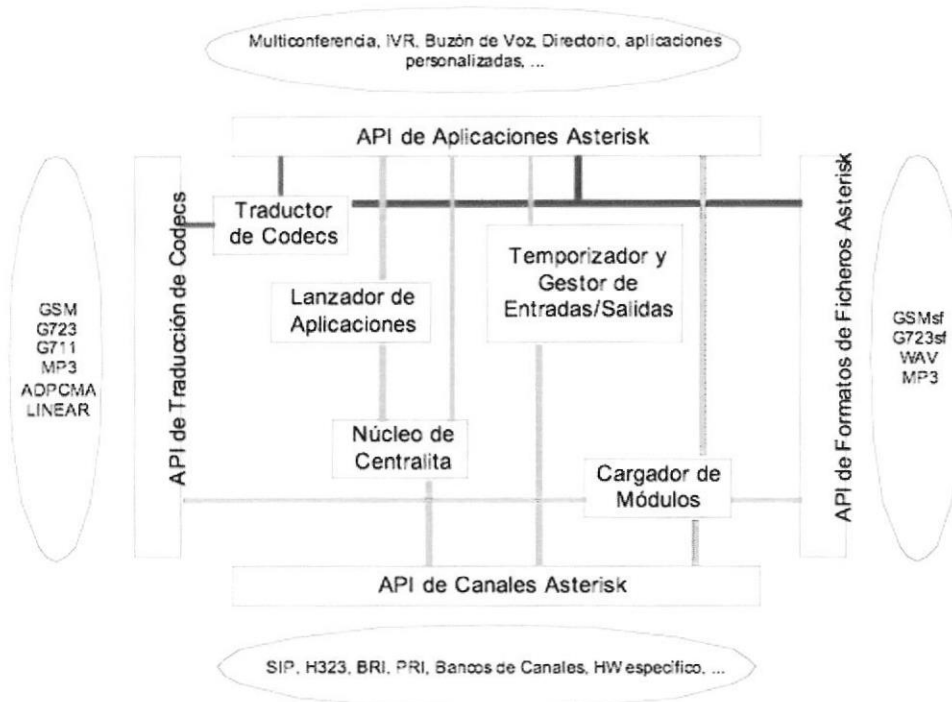 Multiconferencia, IVR, Buzón de Voz, Directorio, aplicaciones
personalizadas, ...
API de Aplicaciones Asterisk
API de Traducción de Codecs
Traductor
de Codecs
Temporizador y
Gestor de
Entradas/Salidas
Lanzador de
Aplicaciones
GSM
G723
G711
MP3
ADPCMA
LINEAR
GSMsf
G723sf
WAV
MP3
API de Formatos de Ficheros Asterisk
Núcleo de
Centralita
Cargador de
Módulos
API de Canales Asterisk
SIP, H323, BRI, PRI, Bancos de Canales, HW específico, ...